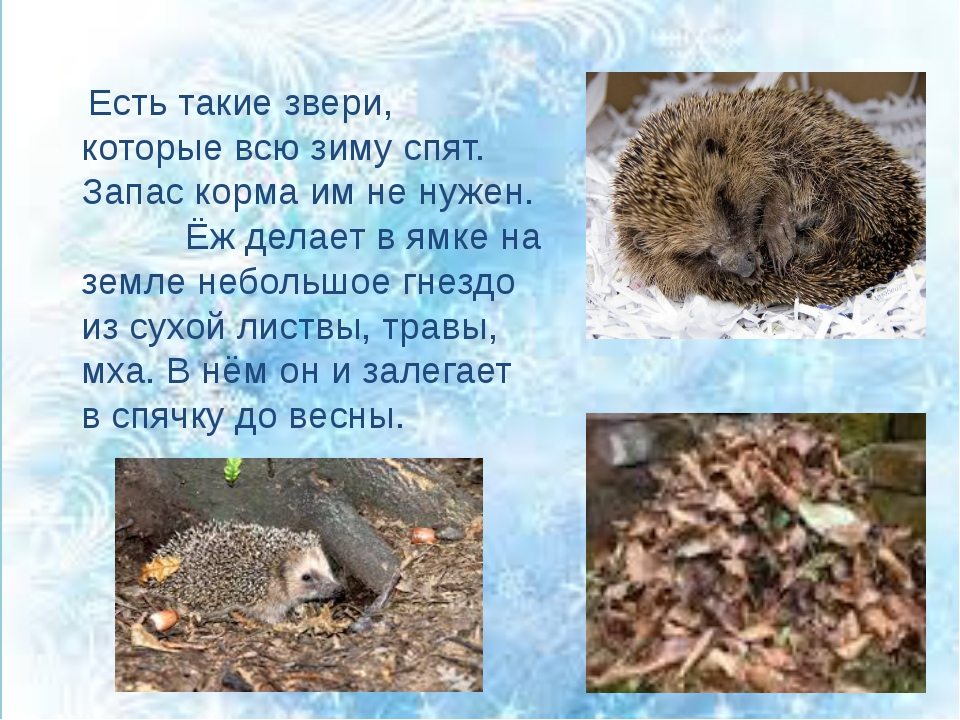 Есть такие звери,
которые всю зиму спят.
Запас корма им не нужен.
Ёж делает в ямке на
земле небольшое гнездо
из сухой листвы, травы,
мха. В нём он и залегает
в спячку до весны.